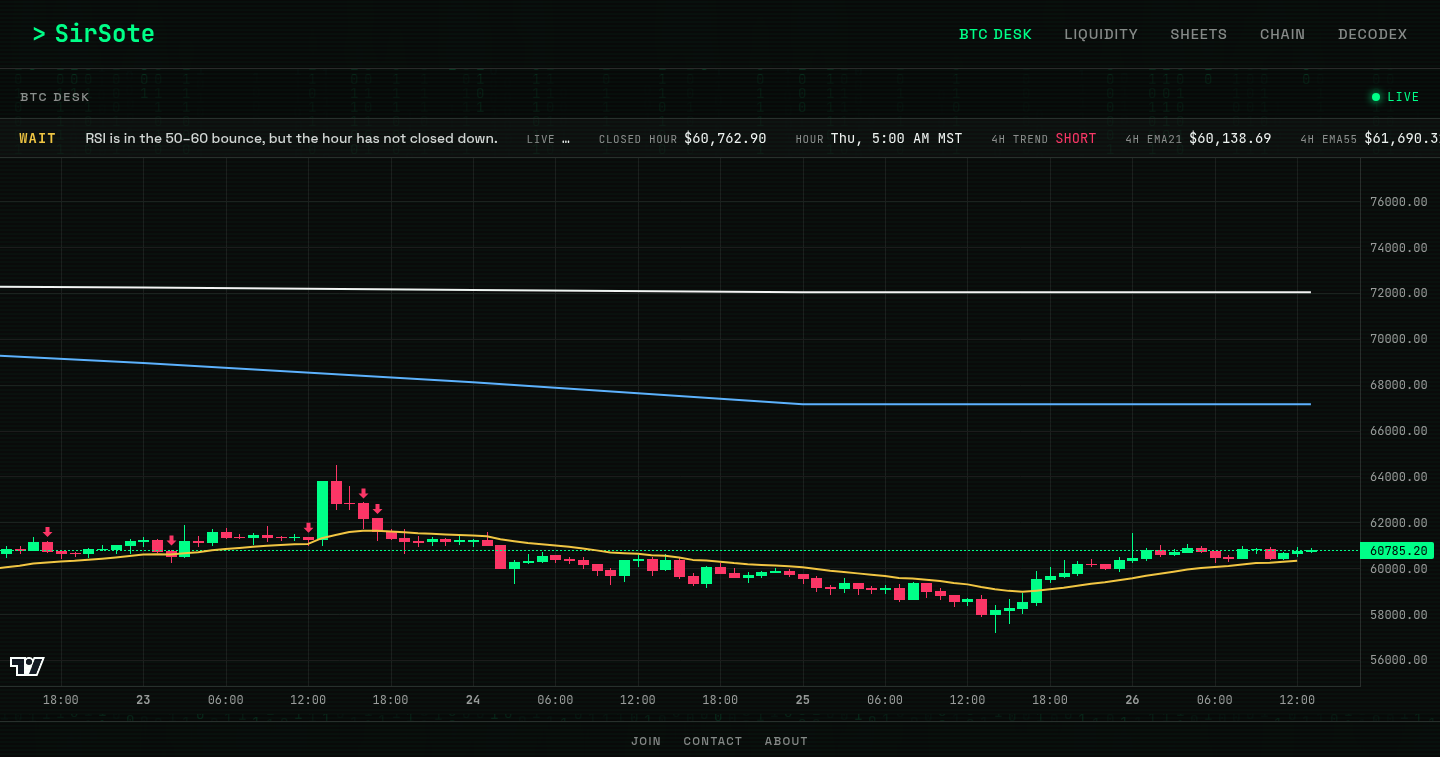 > SirSote
BTC DESK LIQUIDITY SHEETS CHAIN DECODEX
BTC DESK
LIVE
WAIT RSI is in the 50–60 bounce, but the hour has not closed down. LIVE … CLOSED HOUR $60,762.90 HOUR Thu, 5:00 AM MST 4H TREND SHORT 4H EMA21 $60,138.69 4H EMA55 $61,690.3
76000.00
74000.00
72000.00
70000.00
68000.00
66000.00
64000.00
62000.00
60785.20
60000.00
58000.00
56000.00
18:00 23 06:00 12:00 18:00 24 06:00 12:00 18:00 25 06:00 12:00 18:00 26 06:00 12:00
JOIN CONTACT ABOUT